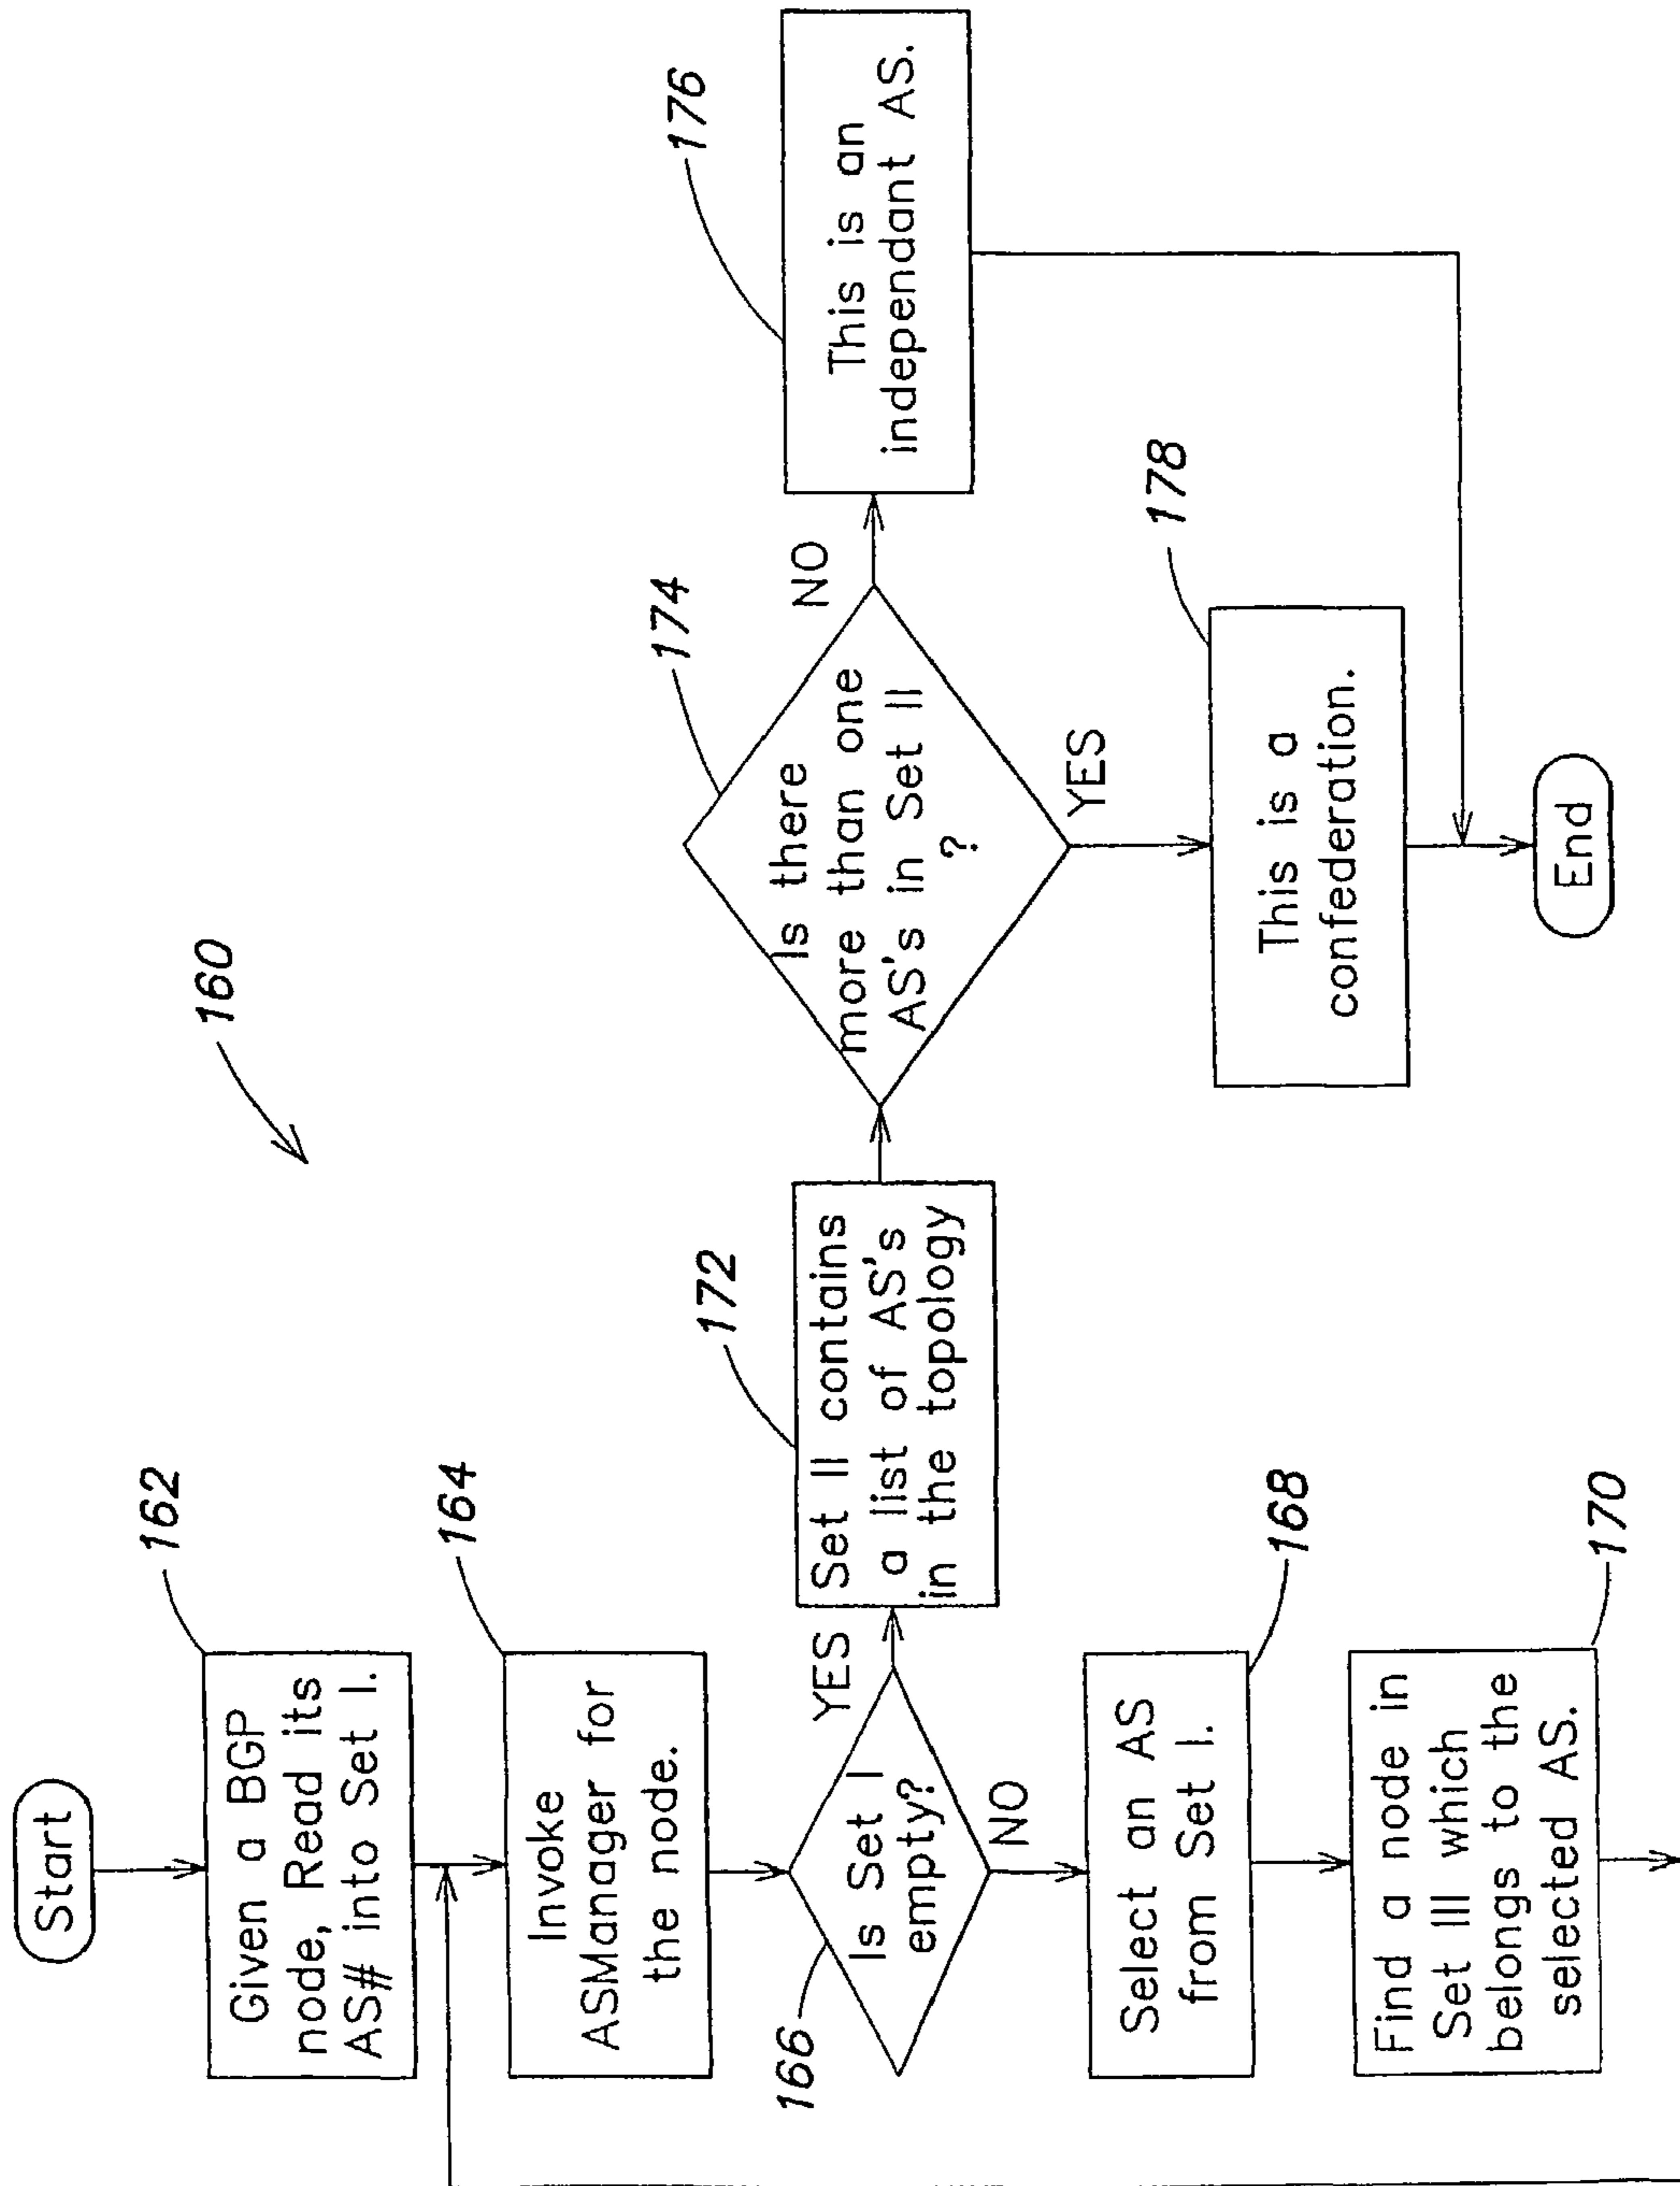 160
Start
162
Given a BGP
node, Read its
AS# into Set I.
164
Invoke
ASManager for
the node.
166
Is Set I
empty?
YES
NO
168
Select an AS
from Set I.
170
Find a node in
Set III which
belongs to the
selected AS.
172
Set II contains
a list of AS's
in the topology
174
Is there
more than one
AS's in Set II
?
NO
YES
176
This is an
independant AS.
178
This is a
confederation.
End